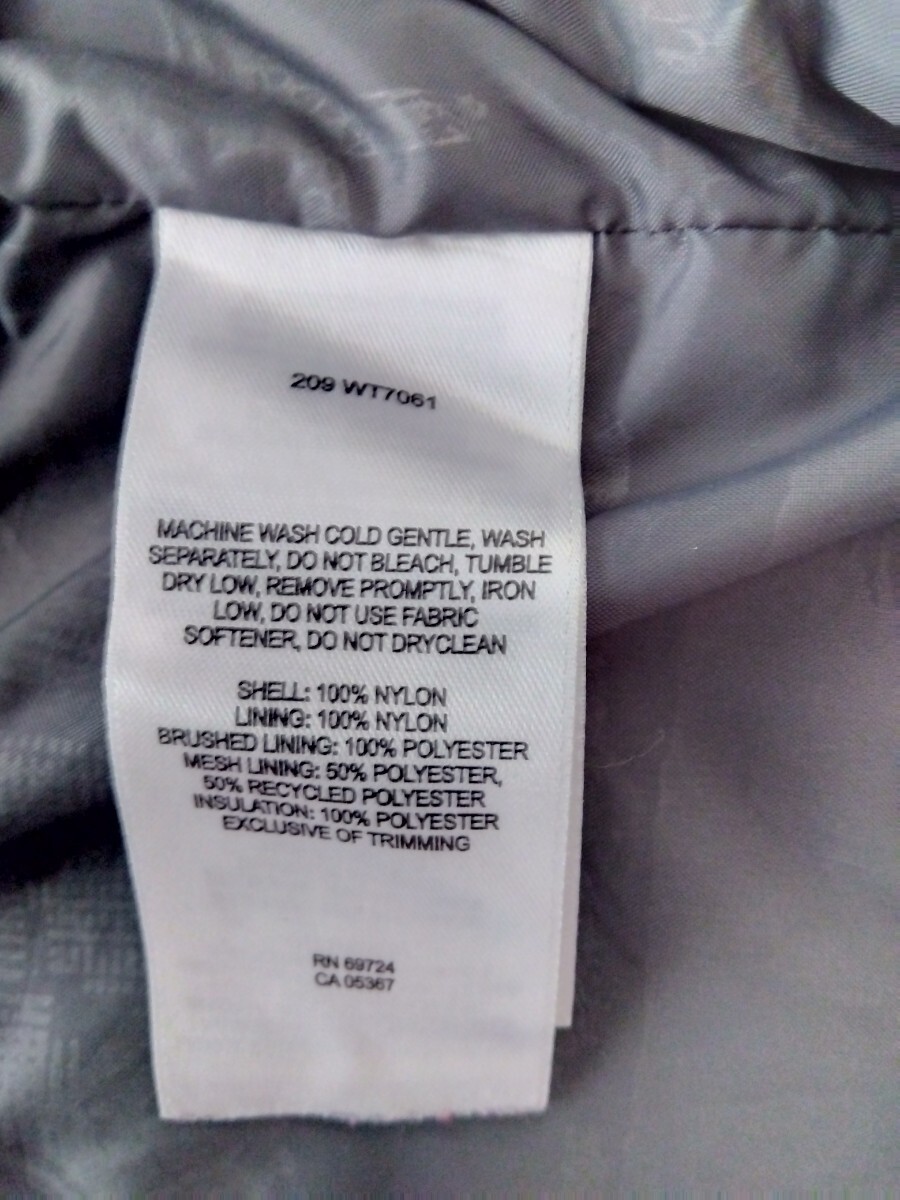 209 WT7061
MACHINE WASH COLD GENTLE, WASH
SEPARATELY, DO NOT BLEACH, TUMBLE
DRY LOW, REMOVE PROMPTLY, IRON
LOW, DO NOT USE FABRIC
SOFTENER, DO NOT DRYCLEAN
SHELL: 100% NYLON
LINING: 100% NYLON
BRUSHED LINING: 100% POLYESTER
MESH LINING: 50% POLYESTER,
50% RECYCLED POLYESTER
INSULATION: 100% POLYESTER
EXCLUSIVE OF TRIMMING
RN 69724
CA 05367